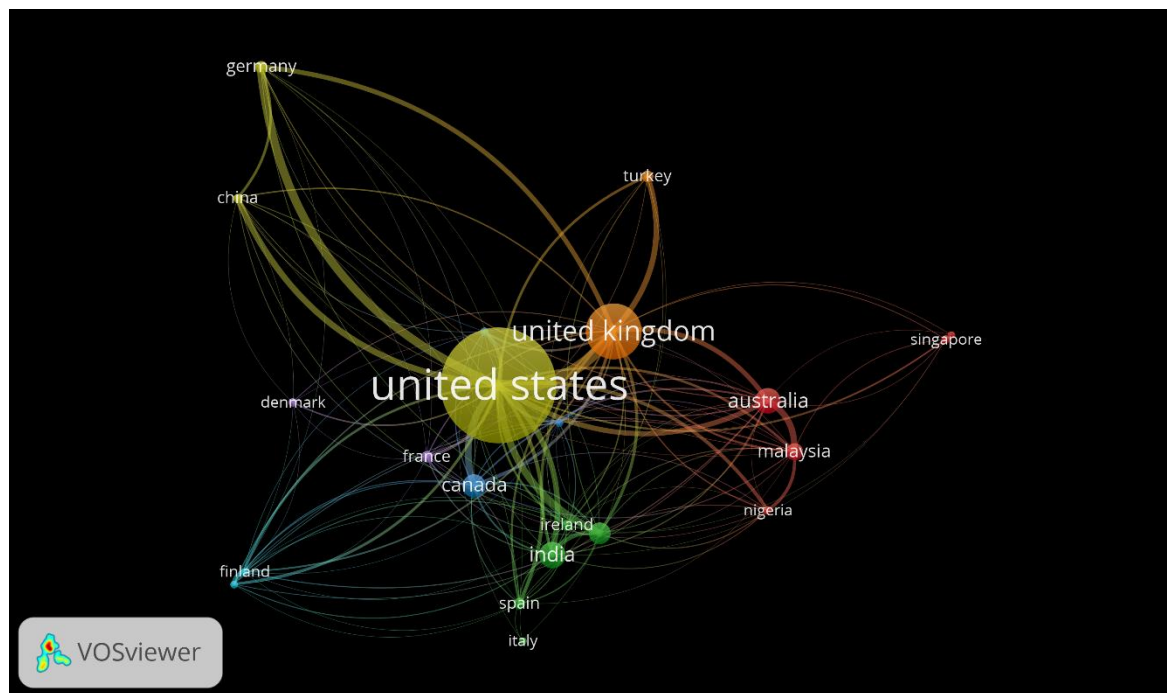 germany
china
turkey
united kingdom
singapore
united states
denmark
australia
france
malaysia
canada
nigeria
ireland
india
finland
spain
italy
VOSviewer